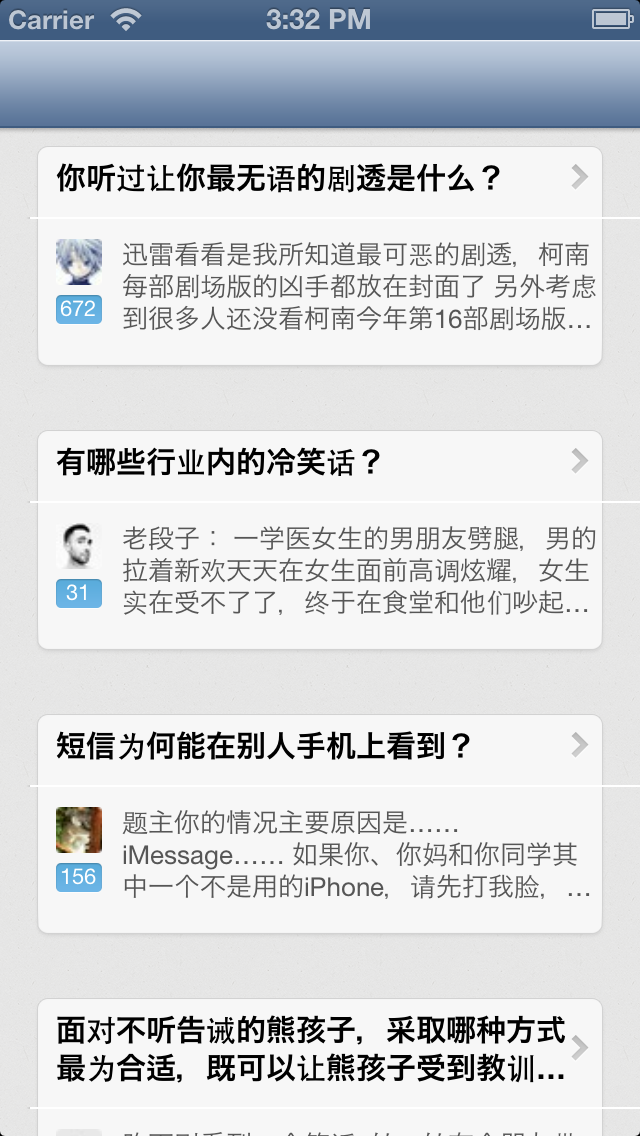 Carrier 3:32 PM
你听过让你最无语的剧透是什么？
迅雷看看是我所知道最可恶的剧透，柯南
每部剧场版的凶手都放在封面了 另外考虑
到很多人还没看柯南今年第16部剧场版…
672
有哪些行业内的冷笑话？
老段子： 一学医女生的男朋友劈腿，男的
拉着新欢天天在女生面前高调炫耀，女生
实在受不了了，终于在食堂和他们吵起…
31
短信为何能在别人手机上看到？
题主你的情况主要原因是……
iMessage…… 如果你、你妈和你同学其
中一个不是用的iPhone，请先打我脸，…
156
面对不听告诫的熊孩子，采取哪种方式
最为合适，既可以让熊孩子受到教训…